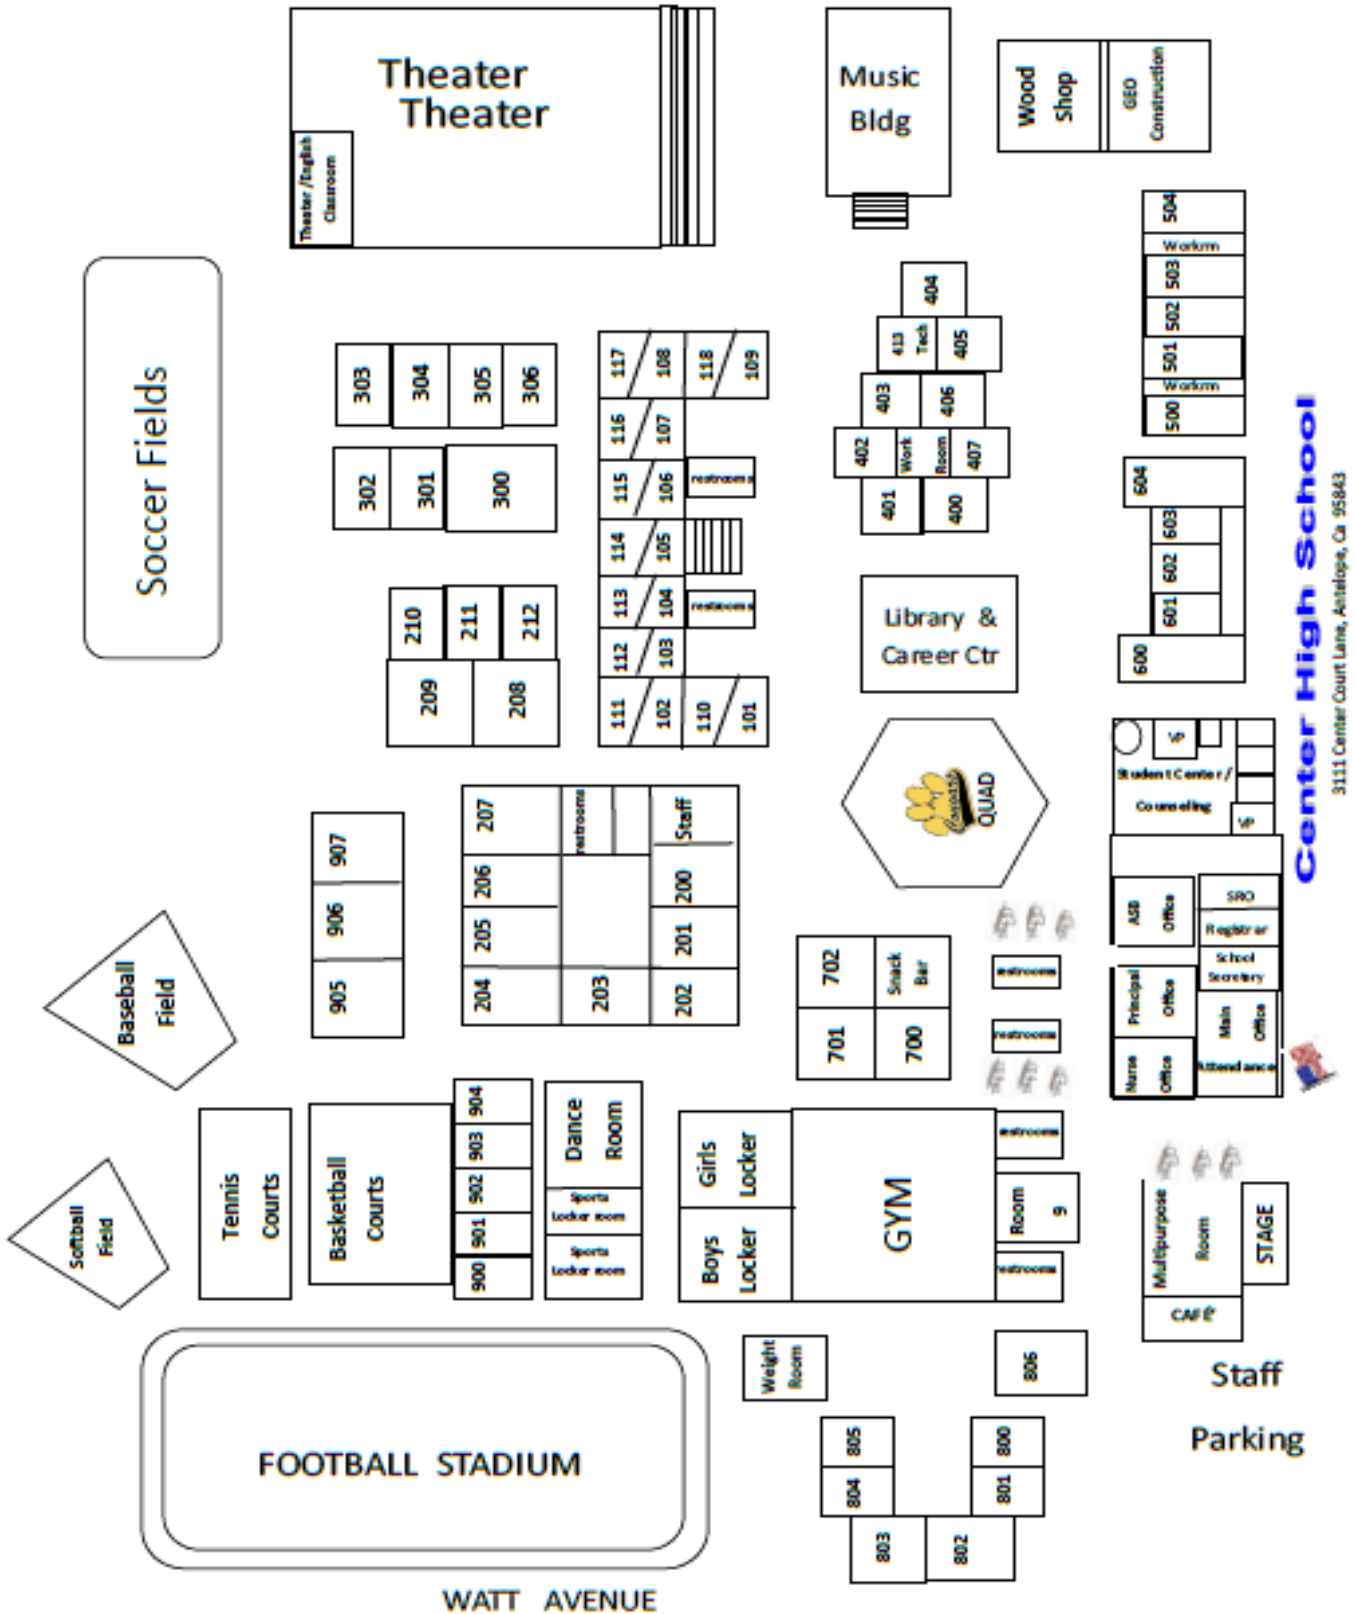 Theater
Theater
Theater /English
Classroom
Music
Bldg
Wood
Shop
GEO
Construction
504
Workrm
503
502
501
Workrm
500
404
413
Tech
405
403
406
402
Work
Room
407
401
400
303
304
305
306
302
301
300
117
108
118
109
116
107
115
106
restrooms
114
105
113
104
restrooms
112
103
111
102
110
101
Soccer Fields
210
211
212
209
208
604
603
602
601
600
Center High School
3111 Center Court Lane, Antelope, Ca 95843
Library &
Career Ctr
QUAD
VP
Student Center /
Counseling
VP
207
restrooms
Staff
206
200
205
201
204
203
202
907
906
905
Baseball
Field
702
Snack
Bar
701
700
restrooms
restrooms
ASB
Office
SRO
Registrar
School
Secretary
Principal
Office
Main
Office
Nurse
Office
Attendance
Softball
Field
Tennis
Courts
Basketball
Courts
904
903
902
901
900
Dance
Room
Sports
Locker room
Sports
Locker room
Girls
Locker
Boys
Locker
GYM
restrooms
Room
9
restrooms
Multipurpose
Room
STAGE
CAFÉ
Weight
Room
806
Staff
Parking
805
804
803
802
800
801
FOOTBALL STADIUM
WATT AVENUE